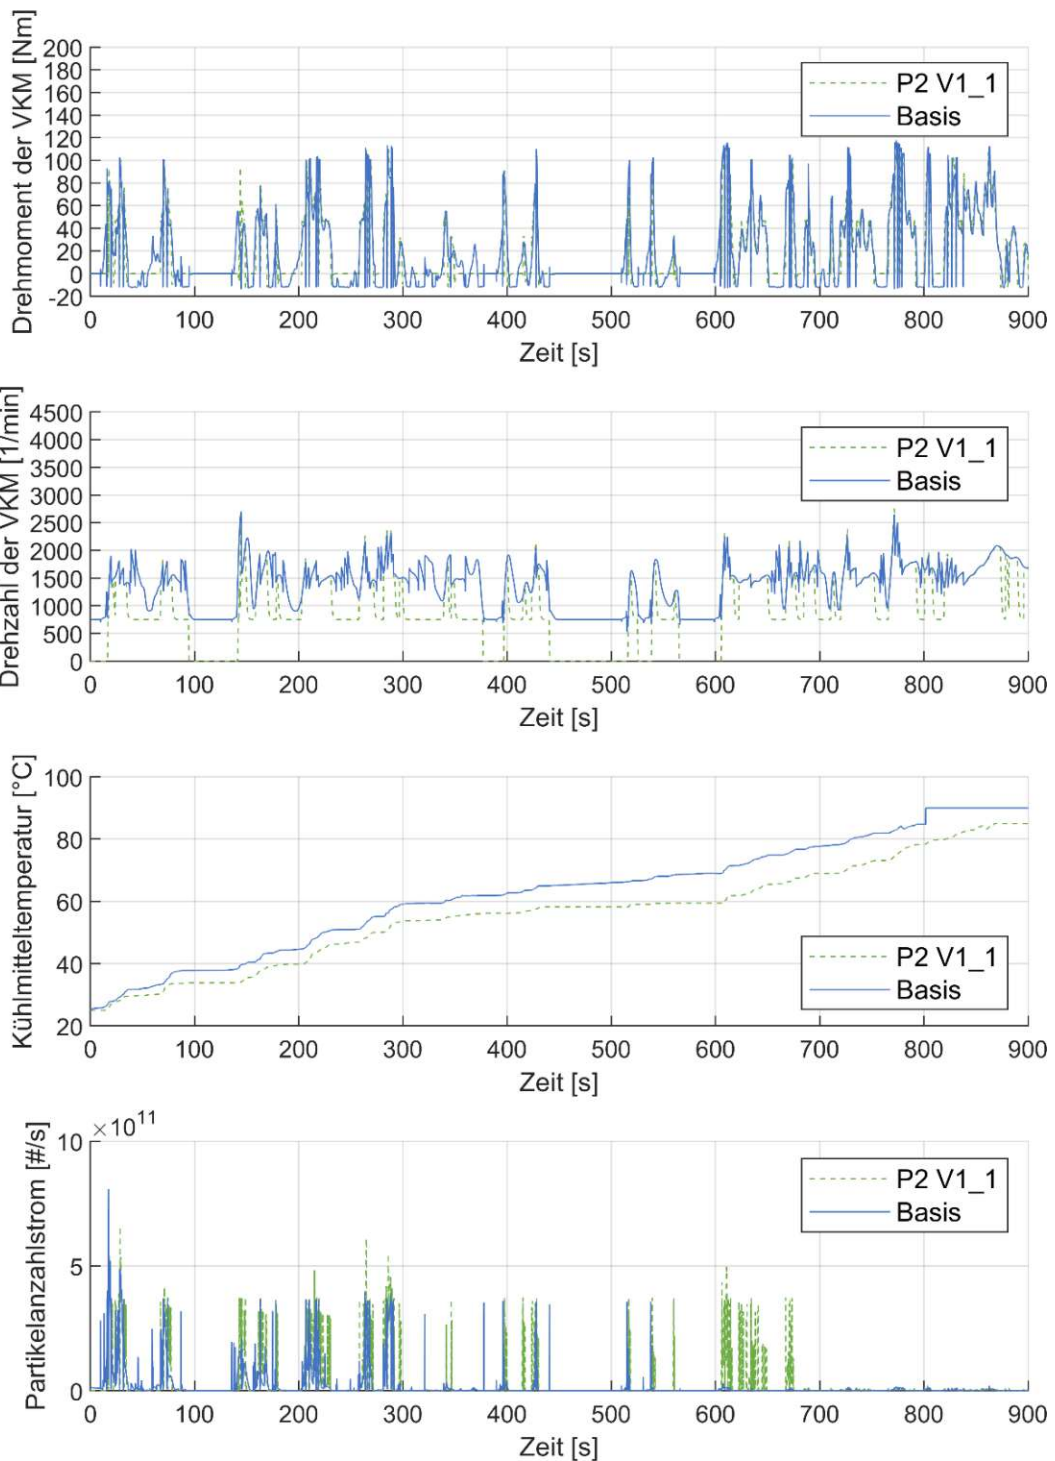 Drehmoment der VKM [Nm]
200
180
160
140
120
100
80
60
40
20
0
-20
P2 V1_1
Basis
0 100 200 300 400 500 600 700 800 900
Zeit [s]
Drehzahl der VKM [1/min]
4500
4000
3500
3000
2500
2000
1500
1000
500
0
P2 V1_1
Basis
0 100 200 300 400 500 600 700 800 900
Zeit [s]
Kühlmitteltemperatur [°C]
100
80
60
40
20
P2 V1_1
Basis
0 100 200 300 400 500 600 700 800 900
Zeit [s]
Partikelanzahlstrom [#/s]
×10¹¹
10
5
0
P2 V1_1
Basis
0 100 200 300 400 500 600 700 800 900
Zeit [s]